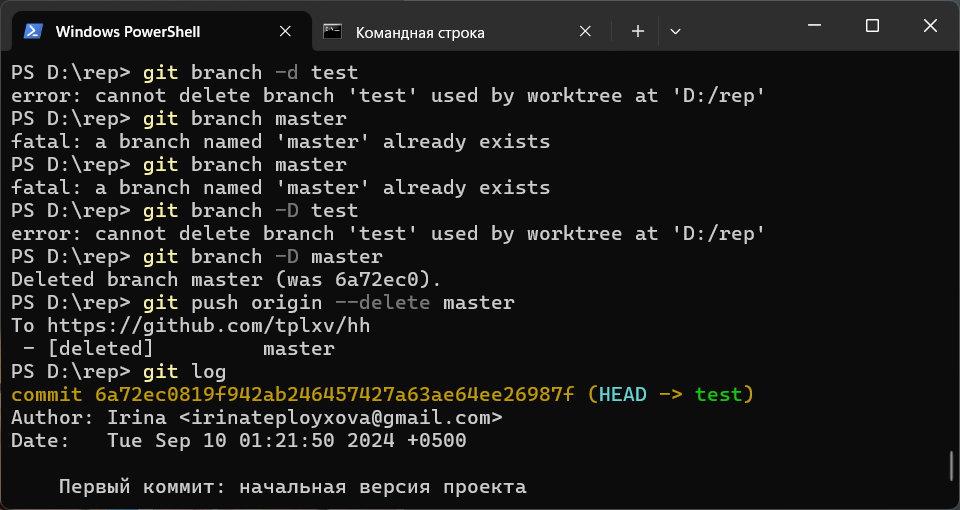 Windows PowerShell
Командная строка
PS D:\rep> git branch -d test
error: cannot delete branch 'test' used by worktree at 'D:/rep'
PS D:\rep> git branch master
fatal: a branch named 'master' already exists
PS D:\rep> git branch master
fatal: a branch named 'master' already exists
PS D:\rep> git branch -D test
error: cannot delete branch 'test' used by worktree at 'D:/rep'
PS D:\rep> git branch -D master
Deleted branch master (was 6a72ec0).
PS D:\rep> git push origin --delete master
To https://github.com/tplxv/hh
 - [deleted]         master
PS D:\rep> git log
commit 6a72ec0819f942ab246457427a63ae64ee26987f (HEAD -> test)
Author: Irina <irinateployxova@gmail.com>
Date:   Tue Sep 10 01:21:50 2024 +0500
    Первый коммит: начальная версия проекта